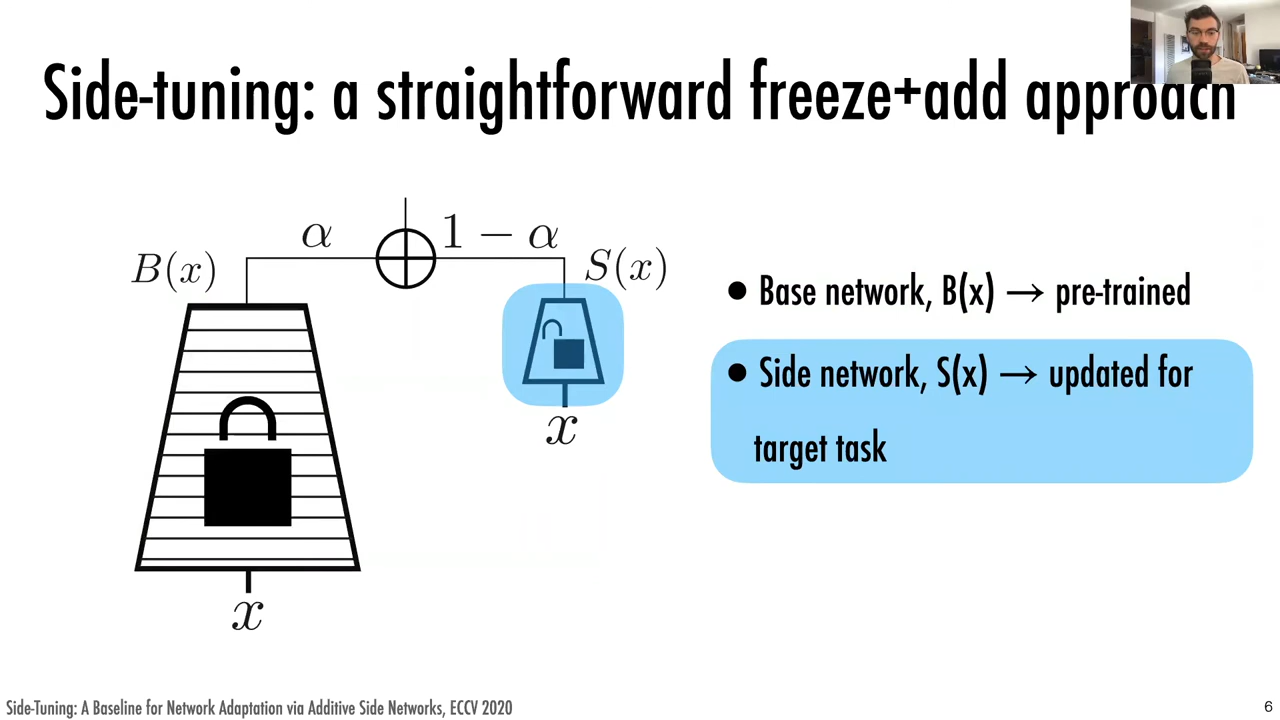 Side-tuning: a straightforward freeze+add approach
α
1 − α
B(x)
S(x)
x
x
● Base network, B(x) → pre-trained
● Side network, S(x) → updated for
target task
Side-Tuning: A Baseline for Network Adaptation via Additive Side Networks, ECCV 2020
6